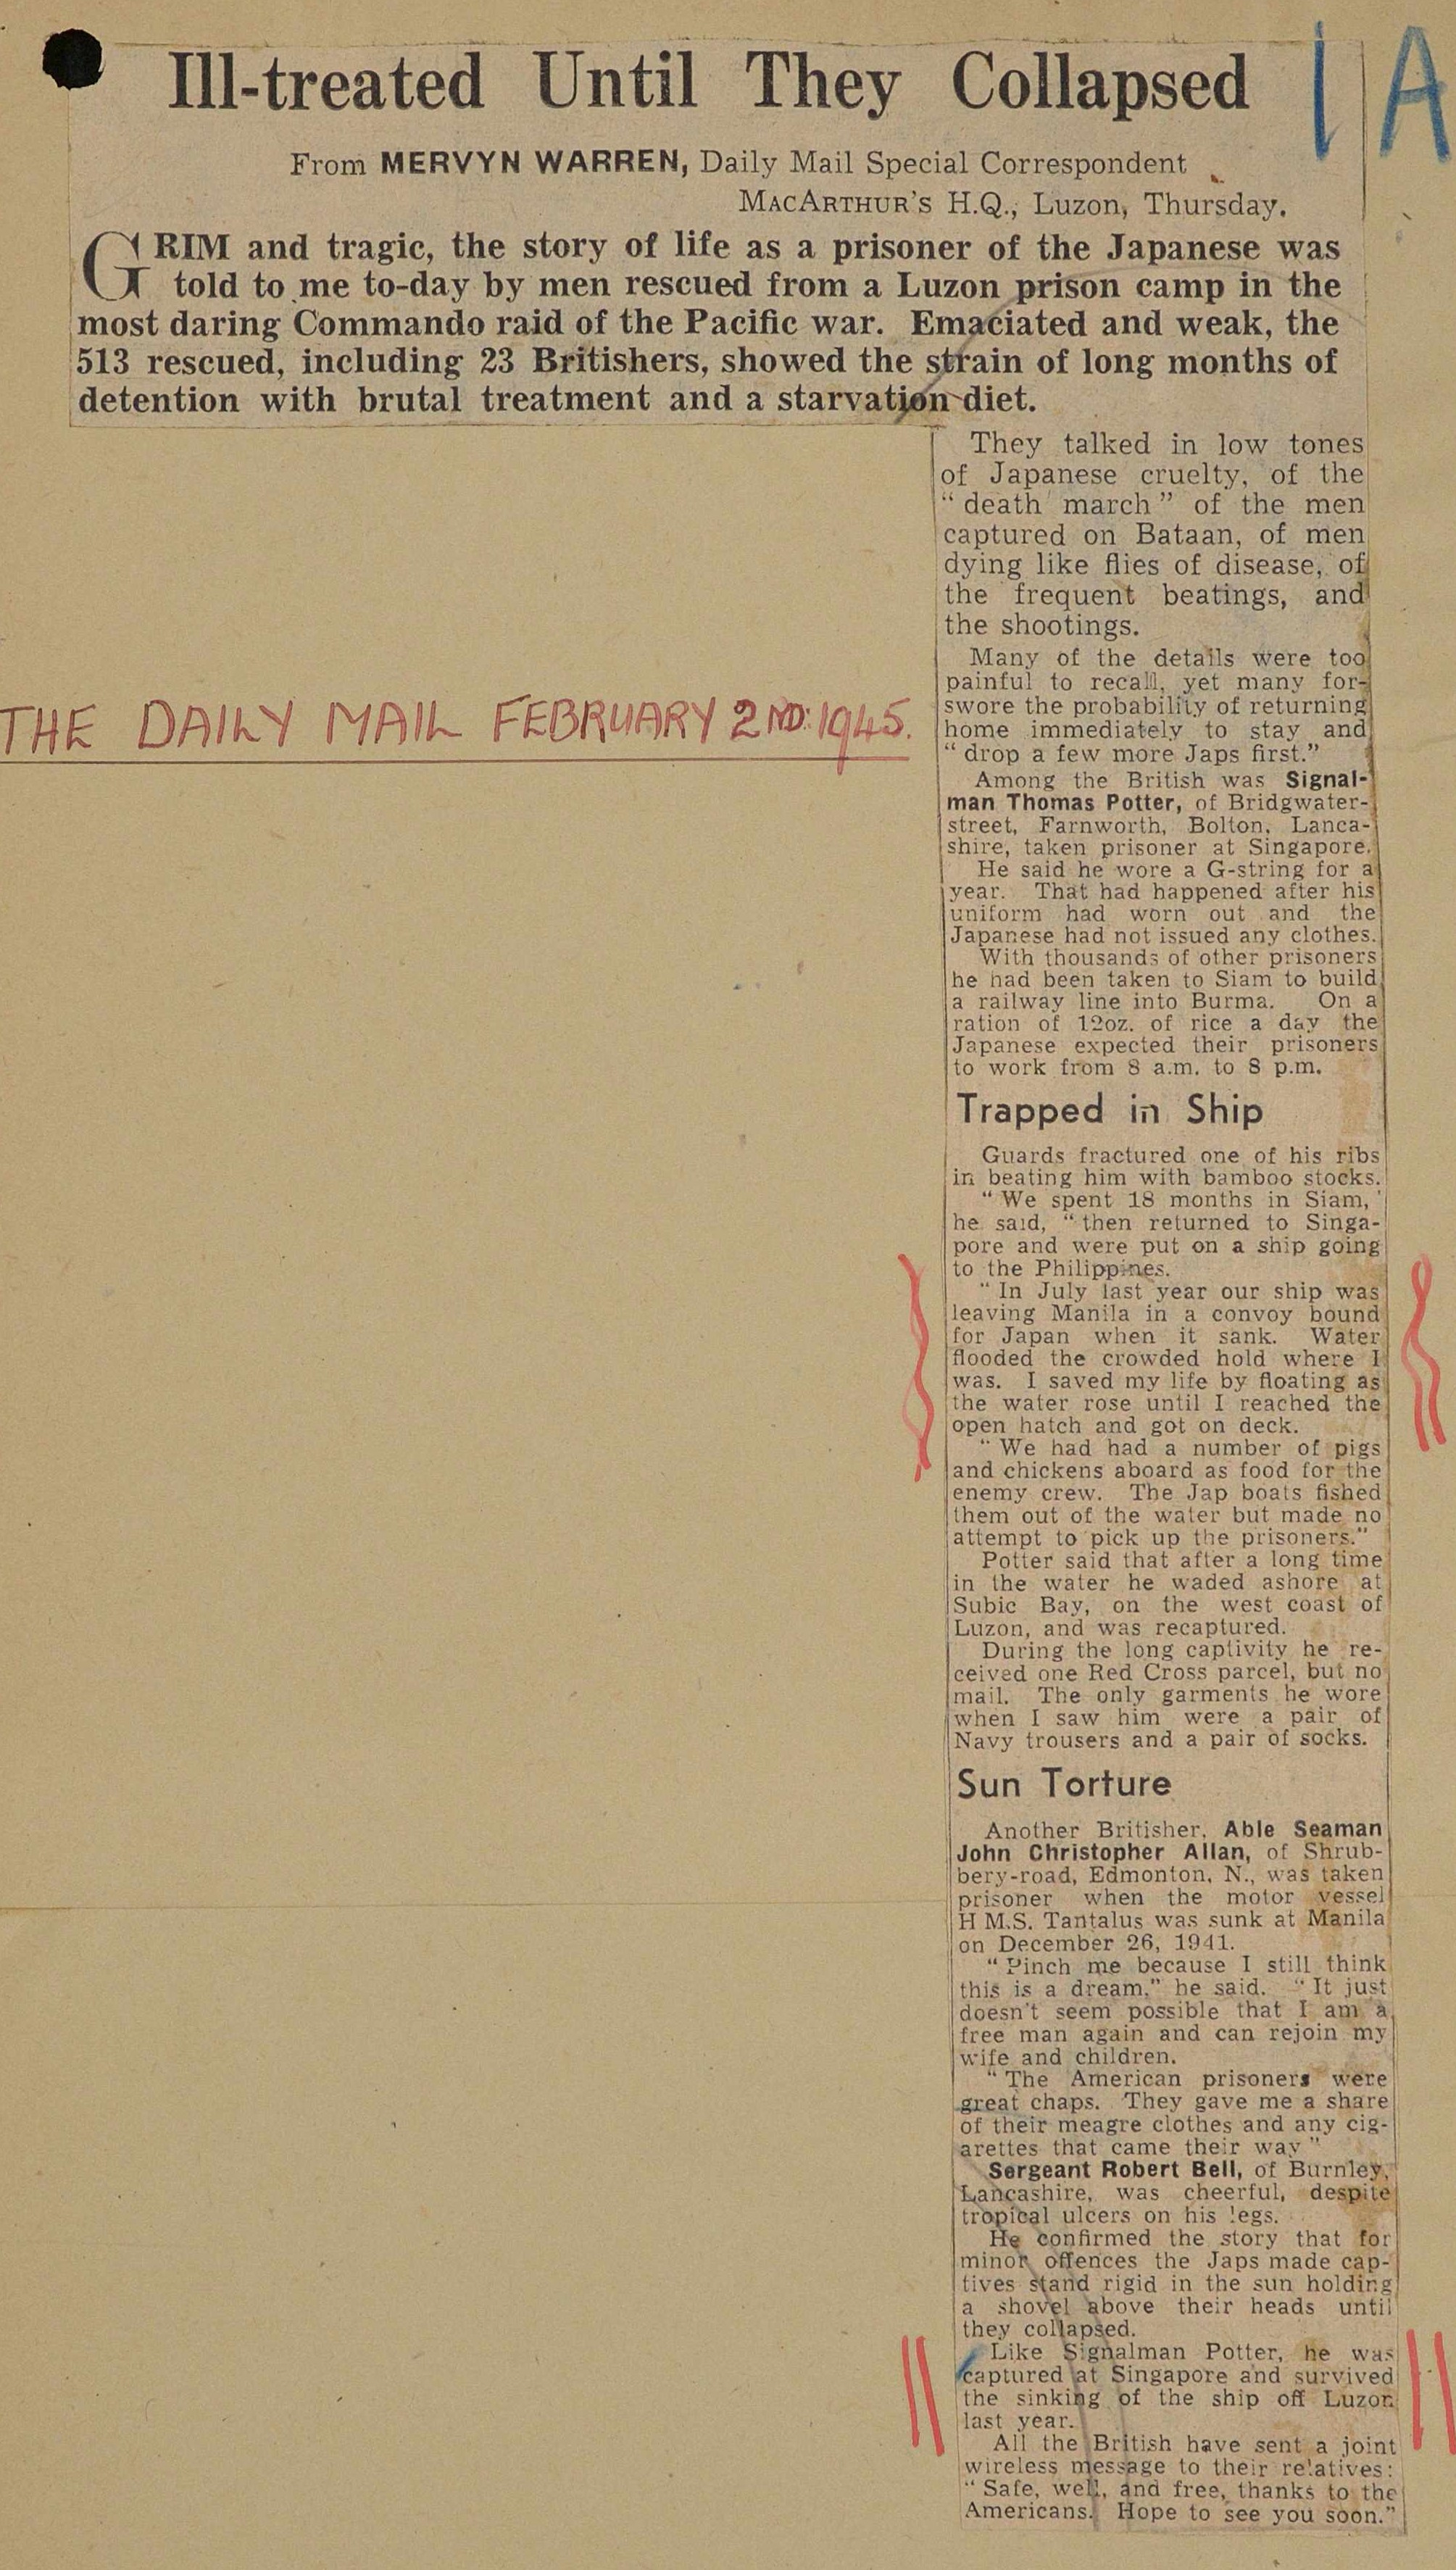 Ill-treated Until They Collapsed
1A
From MERVYN WARREN, Daily Mail Special Correspondent
MACARTHUR'S H.Q., Luzon, Thursday.
GRIM and tragic, the story of life as a prisoner of the Japanese was
told to me to-day by men rescued from a Luzon prison camp in the
most daring Commando raid of the Pacific war. Emaciated and weak, the
513 rescued, including 23 Britishers, showed the strain of long months of
detention with brutal treatment and a starvation diet.
THE DAILY MAIL FEBRUARY 2ND: 1945.
They talked in low tones
of Japanese cruelty, of the
“death march” of the men
captured on Bataan, of men
dying like flies of disease, of
the frequent beatings, and
the shootings.
Many of the details were too
painful to recall, yet many for-
swore the probability of returning
home immediately to stay and
“drop a few more Japs first.”
Among the British was Signal-
man Thomas Potter, of Bridgwater-
street, Farnworth, Bolton, Lanca-
shire, taken prisoner at Singapore.
He said he wore a G-string for a
year. That had happened after his
uniform had worn out and the
Japanese had not issued any clothes.
With thousands of other prisoners
he had been taken to Siam to build
a railway line into Burma. On a
ration of 12oz. of rice a day the
Japanese expected their prisoners
to work from 8 a.m. to 8 p.m.
Trapped in Ship
Guards fractured one of his ribs
in beating him with bamboo stocks.
“We spent 18 months in Siam,'
he said, “then returned to Singa-
pore and were put on a ship going
to the Philippines.
“In July last year our ship was
leaving Manila in a convoy bound
for Japan when it sank. Water
flooded the crowded hold where I
was. I saved my life by floating as
the water rose until I reached the
open hatch and got on deck.
“We had had a number of pigs
and chickens aboard as food for the
enemy crew. The Jap boats fished
them out of the water but made no
attempt to pick up the prisoners.”
Potter said that after a long time
in the water he waded ashore at
Subic Bay, on the west coast of
Luzon, and was recaptured.
During the long captivity he re-
ceived one Red Cross parcel, but no
mail. The only garments he wore
when I saw him were a pair of
Navy trousers and a pair of socks.
Sun Torture
Another Britisher, Able Seaman
John Christopher Allan, of Shrub-
bery-road, Edmonton, N., was taken
prisoner when the motor vessel
H M.S. Tantalus was sunk at Manila
on December 26, 1941.
“Pinch me because I still think
this is a dream,” he said. “It just
doesn't seem possible that I am a
free man again and can rejoin my
wife and children.
“The American prisoners were
great chaps. They gave me a share
of their meagre clothes and any cig-
arettes that came their way”
Sergeant Robert Bell, of Burnley,
Lancashire, was cheerful, despite
tropical ulcers on his legs.
He confirmed the story that for
minor offences the Japs made cap-
tives stand rigid in the sun holding
a shovel above their heads until
they collapsed.
Like Signalman Potter, he was
captured at Singapore and survived
the sinking of the ship off Luzon
last year.
All the British have sent a joint
wireless message to their relatives:
“Safe, well, and free, thanks to the
Americans. Hope to see you soon.”